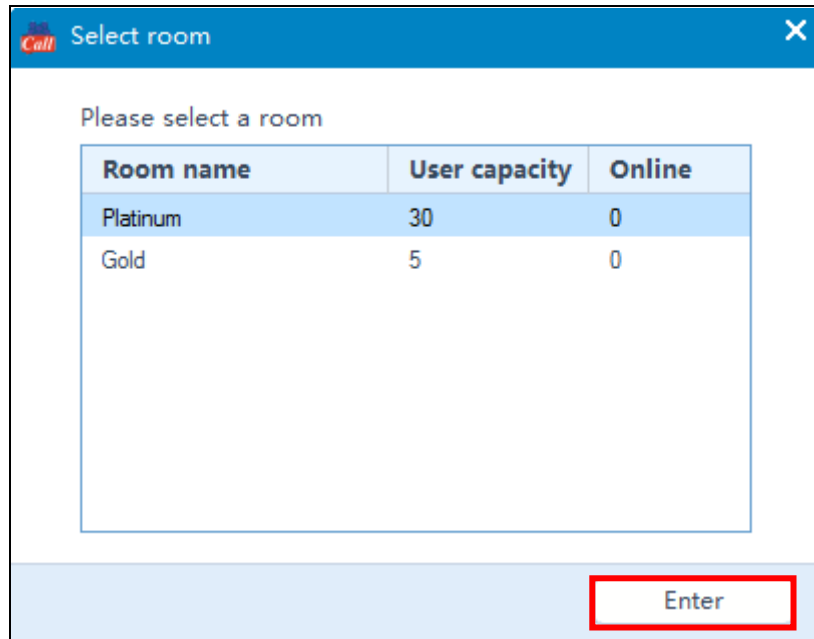 Call Select room
Please select a room
Room name User capacity Online
Platinum 30 0
Gold 5 0
Enter